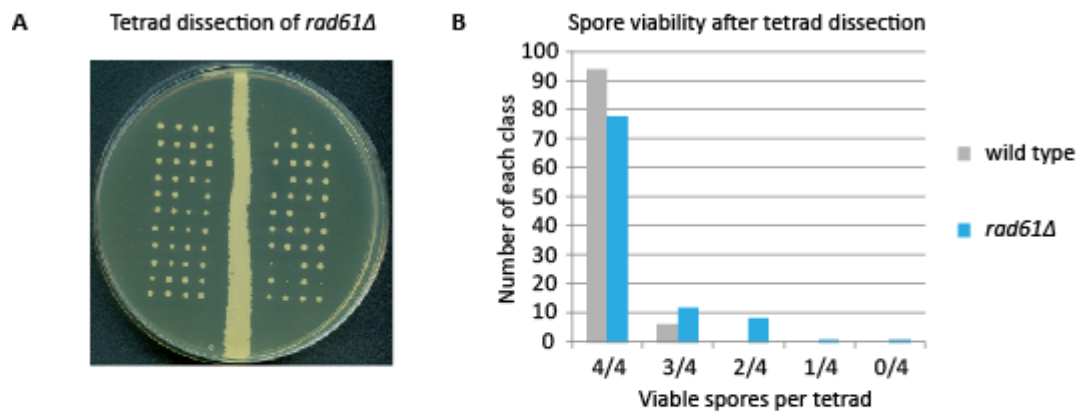 A Tetrad dissection of rad61Δ
B Spore viability after tetrad dissection
Number of each class
100
90
80
70
60
50
40
30
20
10
0
4/4 3/4 2/4 1/4 0/4
Viable spores per tetrad
wild type
rad61Δ